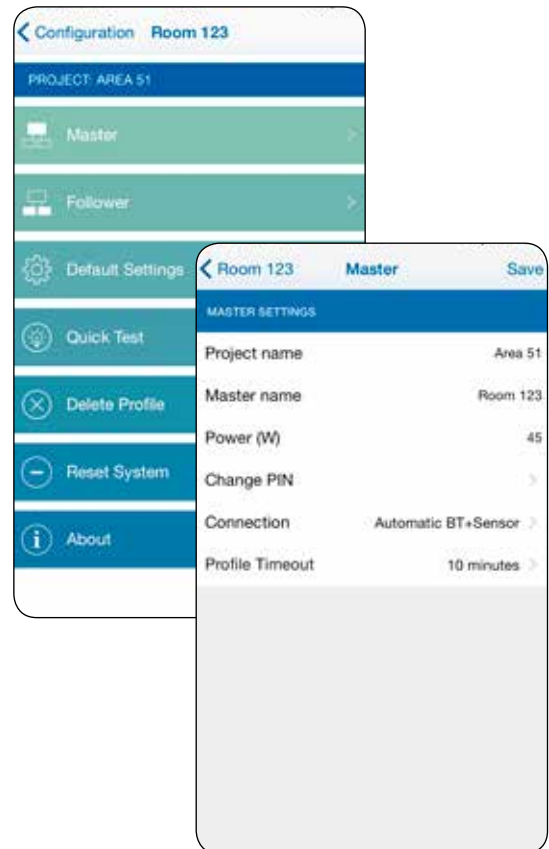 Configuration Room 123
PROJECT: AREA 51
Master
Follower
Default Settings
Quick Test
Delete Profile
Reset System
About
Room 123 Master Save
MASTER SETTINGS
Project name Area 51
Master name Room 123
Power (W) 45
Change PIN
Connection Automatic BT+Sensor
Profile Timeout 10 minutes